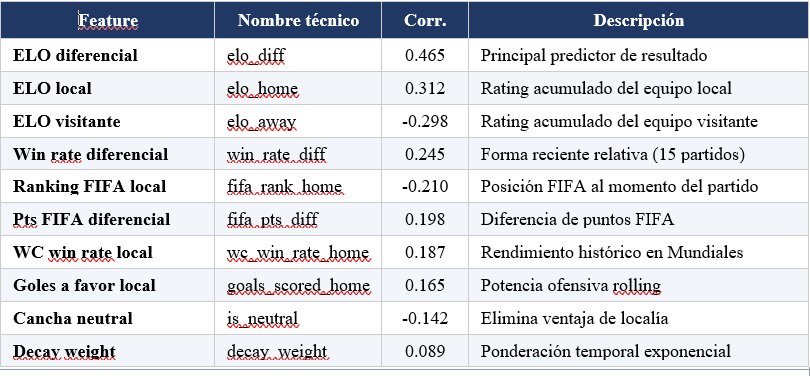 Feature Nombre técnico Corr. Descripción
ELO diferencial elo_diff 0.465 Principal predictor de resultado
ELO local elo_home 0.312 Rating acumulado del equipo local
ELO visitante elo_away -0.298 Rating acumulado del equipo visitante
Win rate diferencial win_rate_diff 0.245 Forma reciente relativa (15 partidos)
Ranking FIFA local fifa_rank_home -0.210 Posición FIFA al momento del partido
Pts FIFA diferencial fifa_pts_diff 0.198 Diferencia de puntos FIFA
WC win rate local wc_win_rate_home 0.187 Rendimiento histórico en Mundiales
Goles a favor local goals_scored_home 0.165 Potencia ofensiva rolling
Cancha neutral is_neutral -0.142 Elimina ventaja de localía
Decay weight decay_weight 0.089 Ponderación temporal exponencial